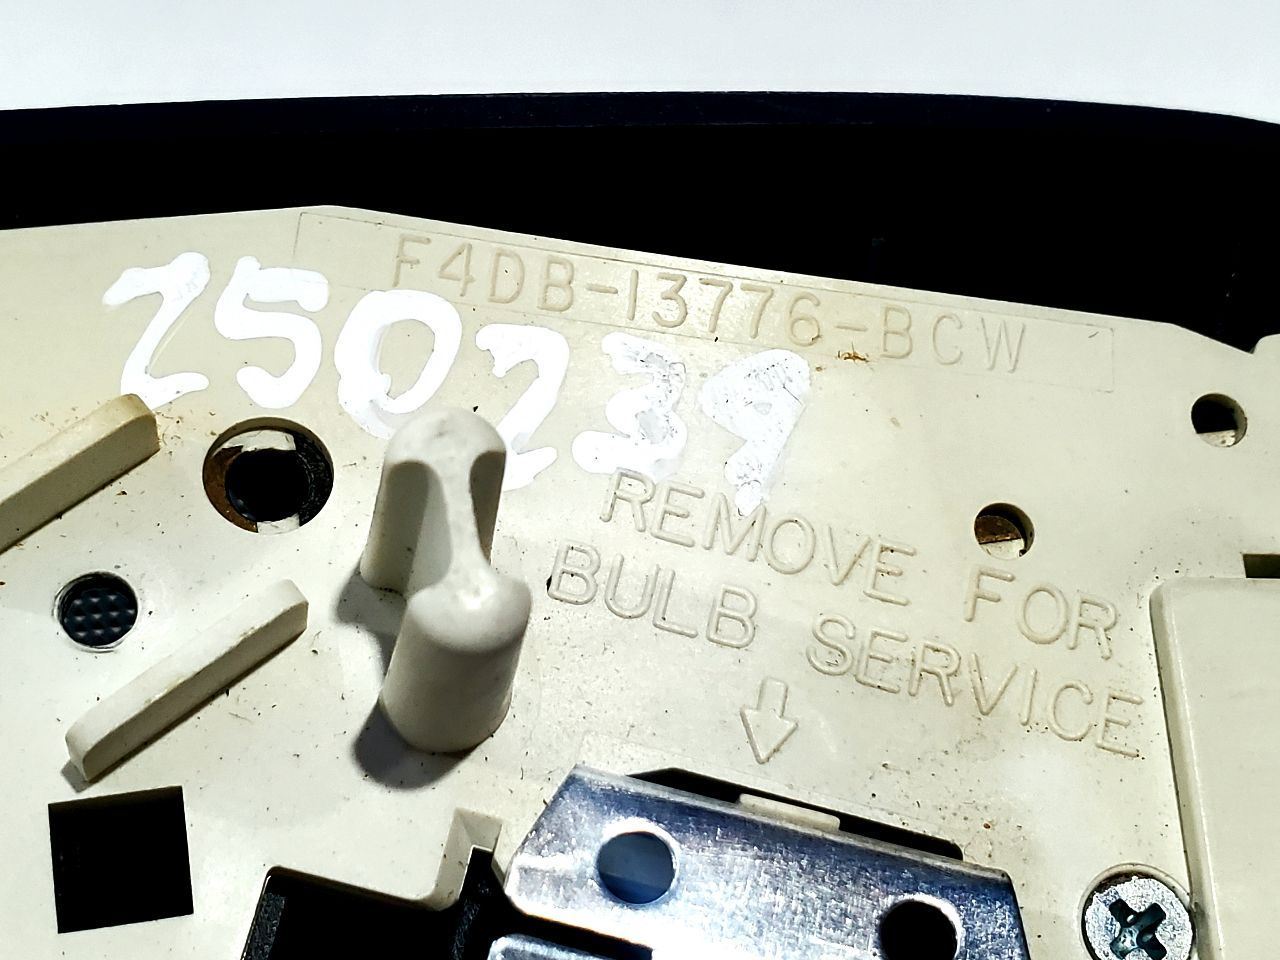 F4DB-13776-BCW
250239
REMOVE FOR
BULB SERVICE